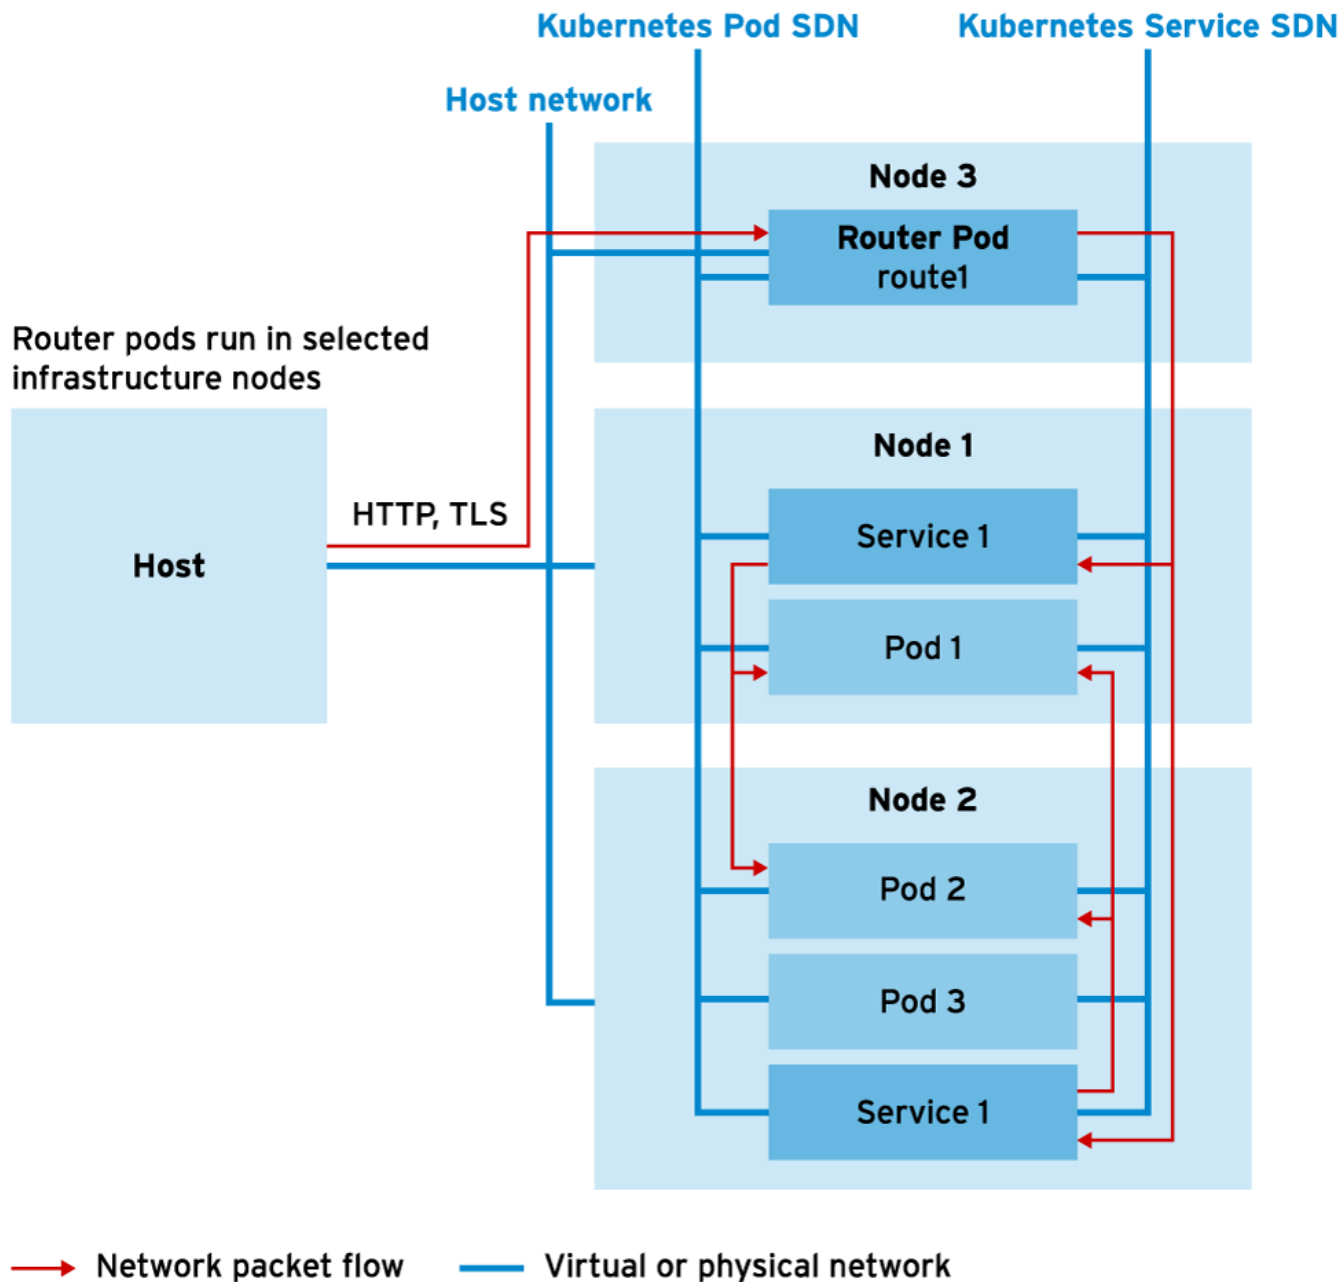 Kubernetes Pod SDN
Kubernetes Service SDN
Host network
Node 3
Router Pod
route1
Router pods run in selected
infrastructure nodes
Node 1
HTTP, TLS
Service 1
Host
Pod 1
Node 2
Pod 2
Pod 3
Service 1
Network packet flow
Virtual or physical network